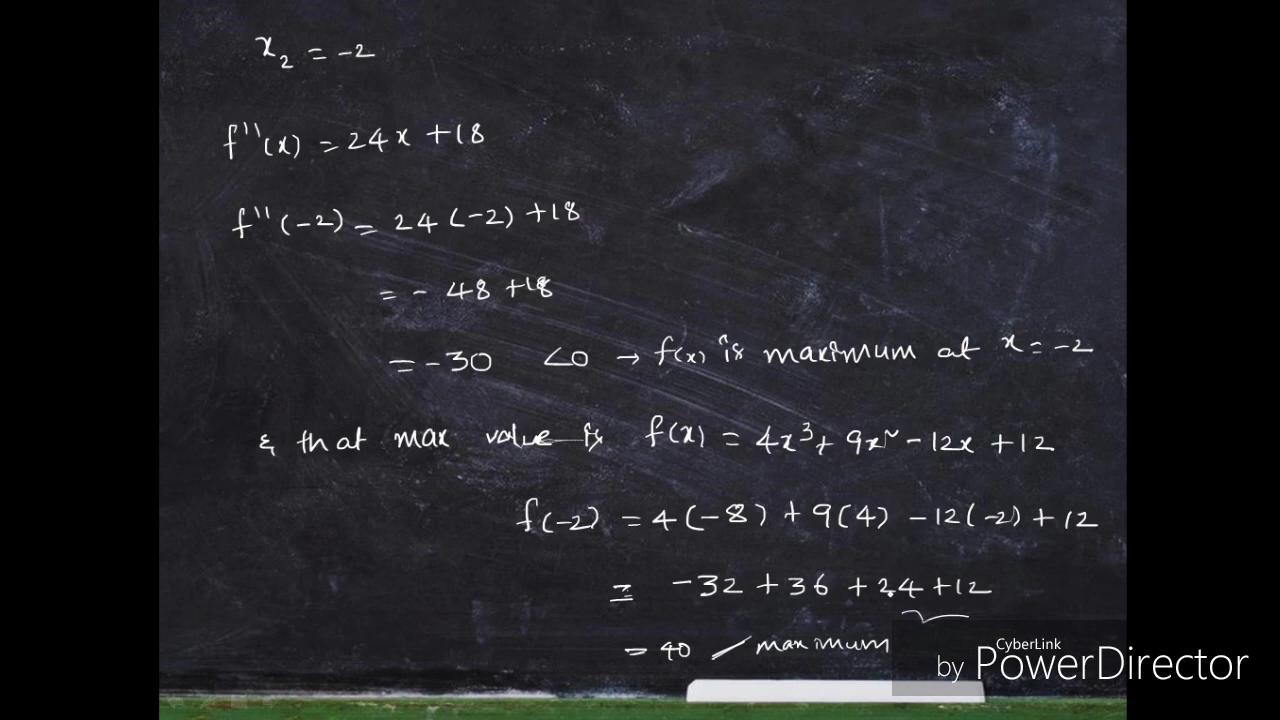 x₂ = -2
f''(x) = 24x + 18
f''(-2) = 24(-2) + 18
= - 48 + 18
= - 30 < 0 → f(x) is maximum at x = -2
& that max value is f(x) = 4x³ + 9x² - 12x + 12
f(-2) = 4(-8) + 9(4) - 12(-2) + 12
= -32 + 36 + 24 + 12
= 40 maximum
CyberLink
by PowerDirector